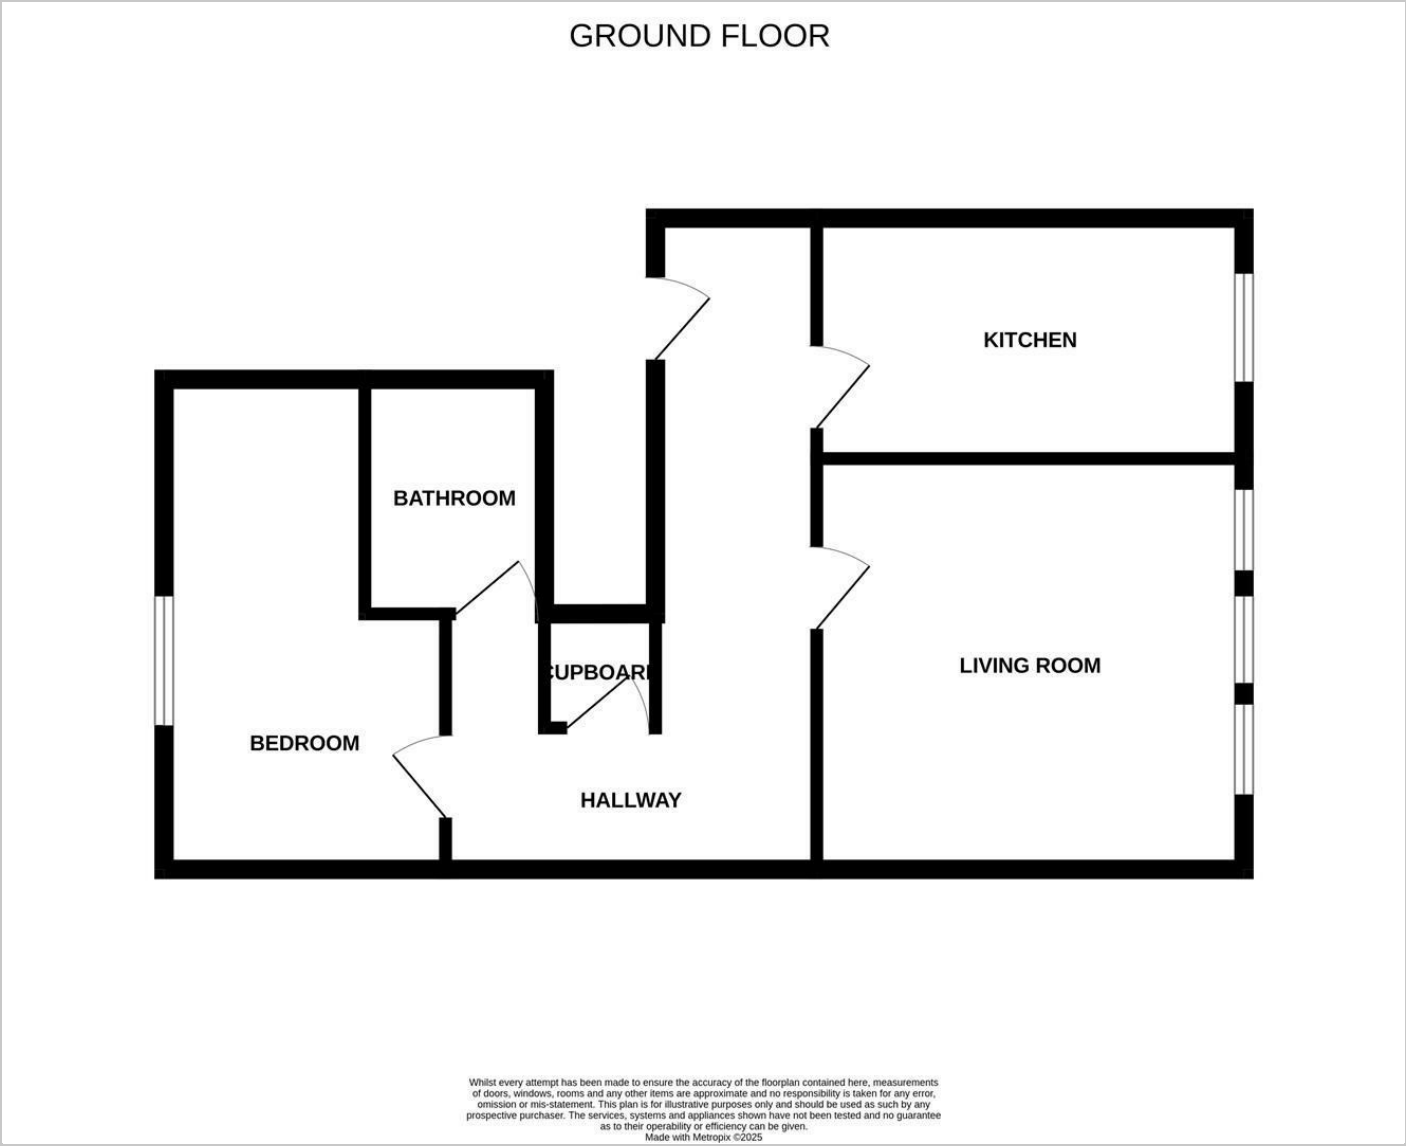 GROUND FLOOR
KITCHEN
BATHROOM
LIVING ROOM
CUPBOARD
BEDROOM
HALLWAY
Whilst every attempt has been made to ensure the accuracy of the floorplan contained here, measurements
of doors, windows, rooms and any other items are approximate and no responsibility is taken for any error,
omission or mis-statement. This plan is for illustrative purposes only and should be used as such by any
prospective purchaser. The services, systems and appliances shown have not been tested and no guarantee
as to their operability or efficiency can be given.
Made with Metropix ©2025